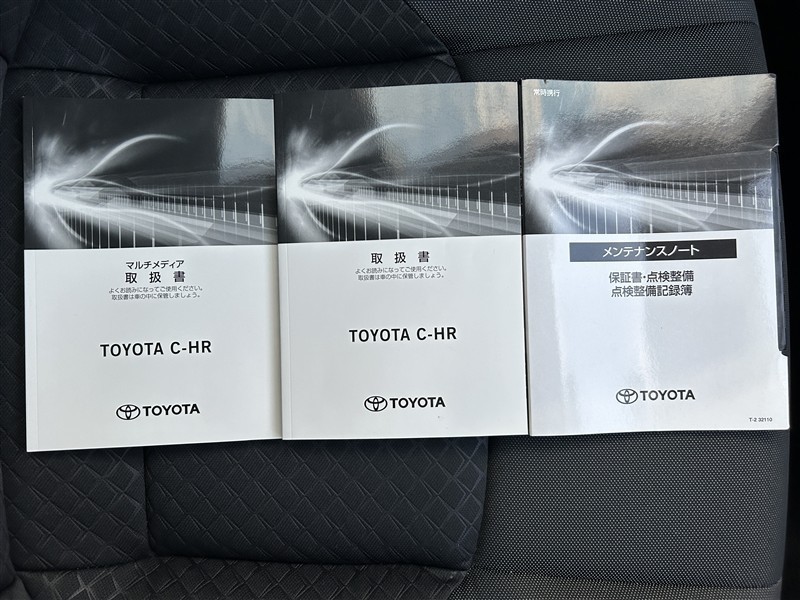 マルチメディア
取扱書
よくお読みになってご使用ください。
取扱書は車の中に保管しましょう。
TOYOTA C-HR
TOYOTA
取扱書
よくお読みになってご使用ください。
取扱書は車の中に保管しましょう。
TOYOTA C-HR
TOYOTA
常時携行
メンテナンスノート
保証書・点検整備
点検整備記録簿
TOYOTA
T-2 32110